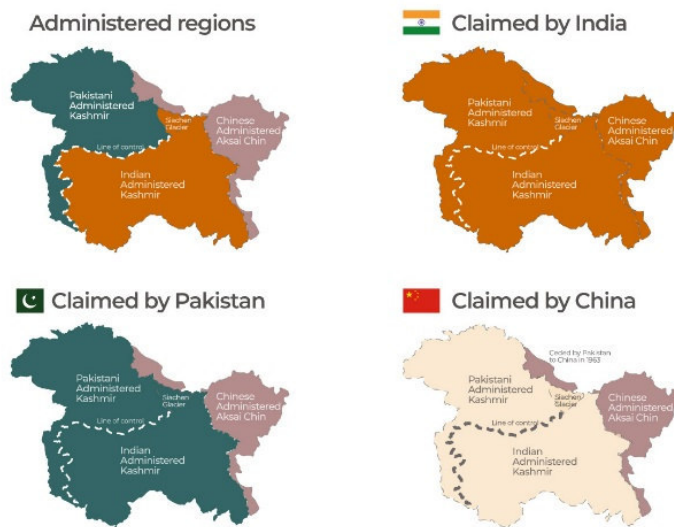 Administered regions
Pakistani
Administered
Kashmir
Siachen
Glacier
Chinese
Administered
Aksai Chin
Line of control
Indian
Administered
Kashmir
Claimed by India
Pakistani
Administered
Kashmir
Siachen
Glacier
Chinese
Administered
Aksai Chin
Line of control
Indian
Administered
Kashmir
Claimed by Pakistan
Pakistani
Administered
Kashmir
Siachen
Glacier
Chinese
Administered
Aksai Chin
Line of control
Indian
Administered
Kashmir
Claimed by China
Ceded by Pakistan
to China in 1963
Pakistani
Administered
Kashmir
Siachen
Glacier
Chinese
Administered
Aksai Chin
Line of control
Indian
Administered
Kashmir